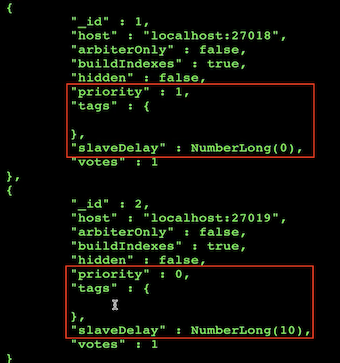 {
"_id" : 1,
"host" : "localhost:27018",
"arbiterOnly" : false,
"buildIndexes" : true,
"hidden" : false,
"priority" : 1,
"tags" : {
},
"slaveDelay" : NumberLong(0),
"votes" : 1
},
{
"_id" : 2,
"host" : "localhost:27019",
"arbiterOnly" : false,
"buildIndexes" : true,
"hidden" : false,
"priority" : 0,
"tags" : {
},
"slaveDelay" : NumberLong(10),
"votes" : 1
}